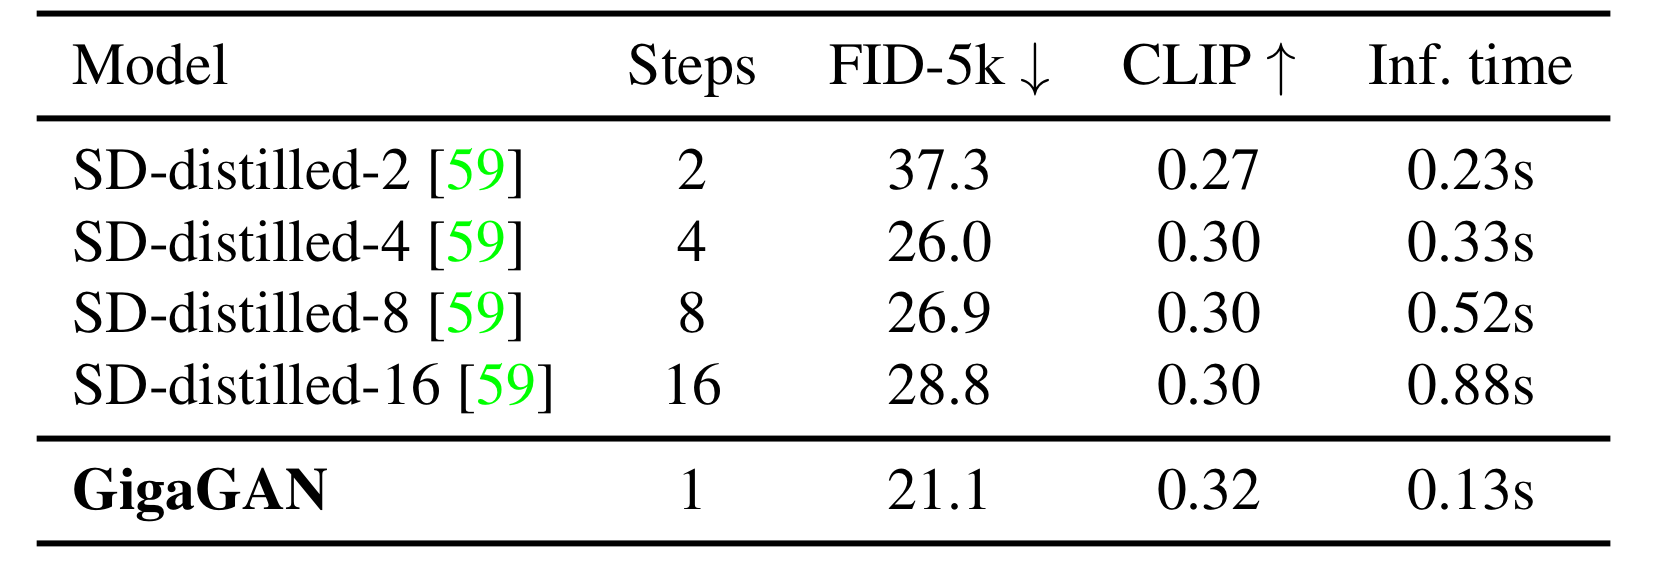 Model Steps FID-5k ↓ CLIP ↑ Inf. time
SD-distilled-2 [59] 2 37.3 0.27 0.23s
SD-distilled-4 [59] 4 26.0 0.30 0.33s
SD-distilled-8 [59] 8 26.9 0.30 0.52s
SD-distilled-16 [59] 16 28.8 0.30 0.88s
GigaGAN 1 21.1 0.32 0.13s